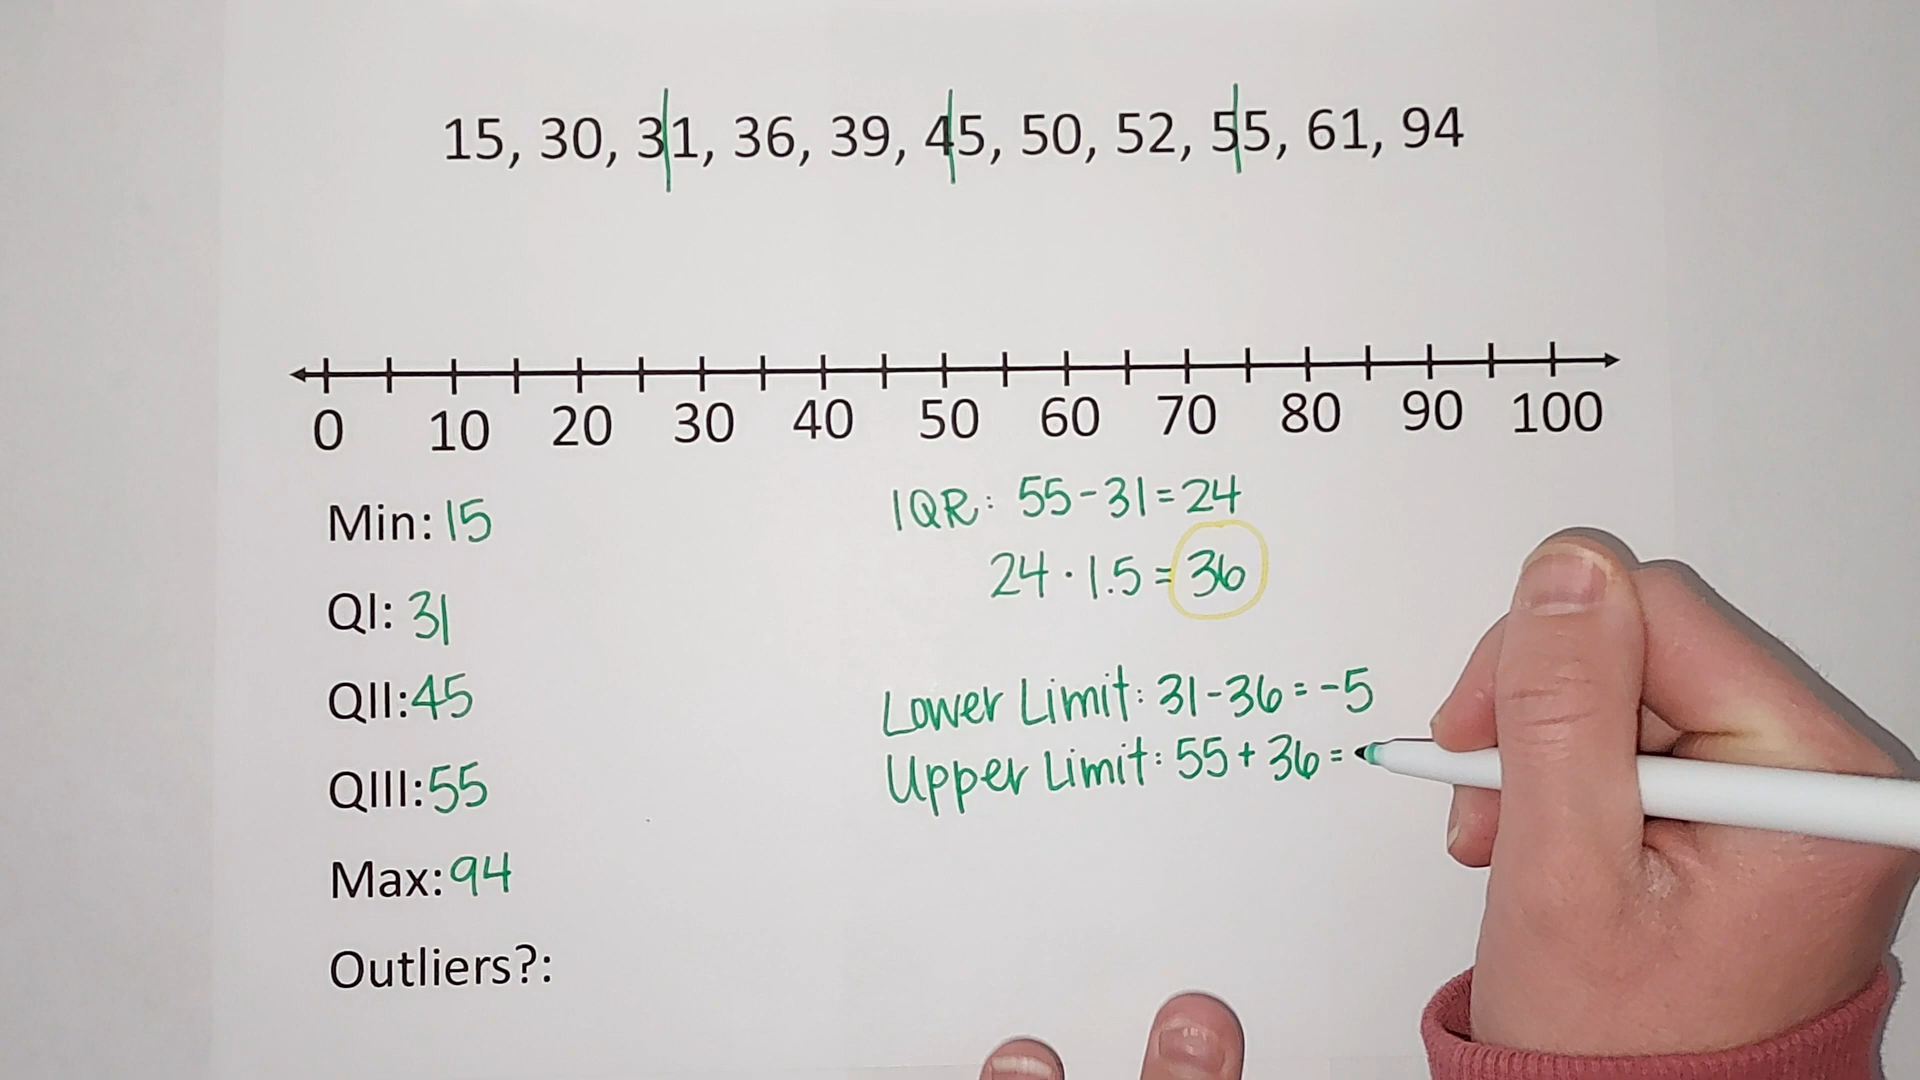 15, 30, 31, 36, 39, 45, 50, 52, 55, 61, 94
0 10 20 30 40 50 60 70 80 90 100
Min: 15
QI: 31
QII: 45
QIII: 55
Max: 94
Outliers?:
IQR: 55 - 31 = 24
24 · 1.5 = 36
Lower Limit: 31 - 36 = -5
Upper Limit: 55 + 36 =